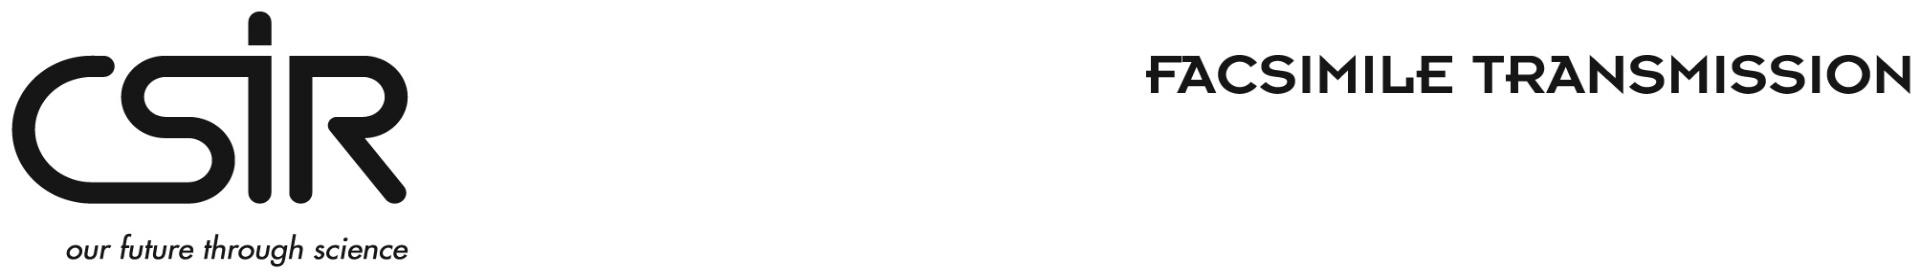 CSIR
FACSIMILE TRANSMISSION
our future through science